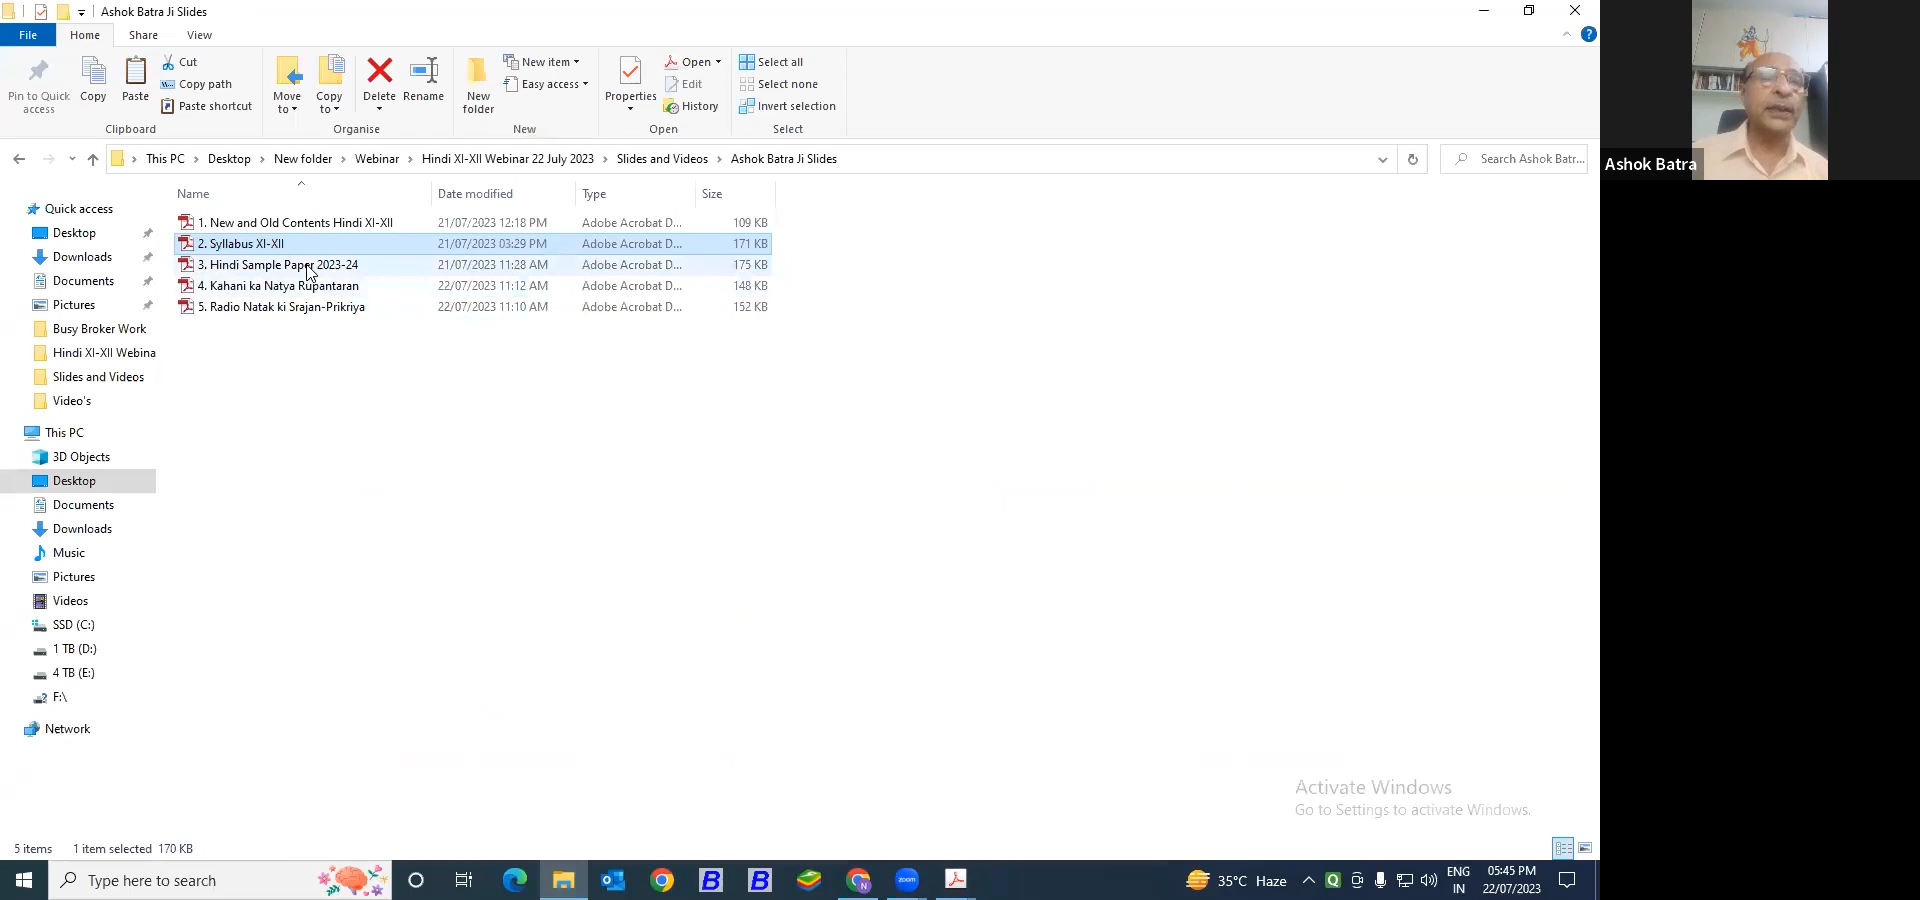 Ashok Batra Ji Slides
File Home Share View
Pin to Quick access
Copy
Paste
Cut
Copy path
Paste shortcut
Clipboard
Move to
Copy to
Delete
Rename
Organise
New folder
New item
Easy access
New
Properties
Open
Edit
History
Open
Select all
Select none
Invert selection
Select
This PC > Desktop > New folder > Webinar > Hindi XI-XII Webinar 22 July 2023 > Slides and Videos > Ashok Batra Ji Slides
Search Ashok Batr...
Ashok Batra
Name Date modified Type Size
1. New and Old Contents Hindi XI-XII 21/07/2023 12:18 PM Adobe Acrobat D... 109 KB
2. Syllabus XI-XII 21/07/2023 03:29 PM Adobe Acrobat D... 171 KB
3. Hindi Sample Paper 2023-24 21/07/2023 11:28 AM Adobe Acrobat D... 175 KB
4. Kahani ka Natya Rupantaran 22/07/2023 11:12 AM Adobe Acrobat D... 148 KB
5. Radio Natak ki Srajan-Prikriya 22/07/2023 11:10 AM Adobe Acrobat D... 152 KB
Quick access
Desktop
Downloads
Documents
Pictures
Busy Broker Work
Hindi XI-XII Webina
Slides and Videos
Video's
This PC
3D Objects
Desktop
Documents
Downloads
Music
Pictures
Videos
SSD (C:)
1 TB (D:)
4 TB (E:)
F:\
Network
Activate Windows
Go to Settings to activate Windows.
5 items 1 item selected 170 KB
Type here to search
zoom
35°C Haze
ENG
IN
05:45 PM
22/07/2023